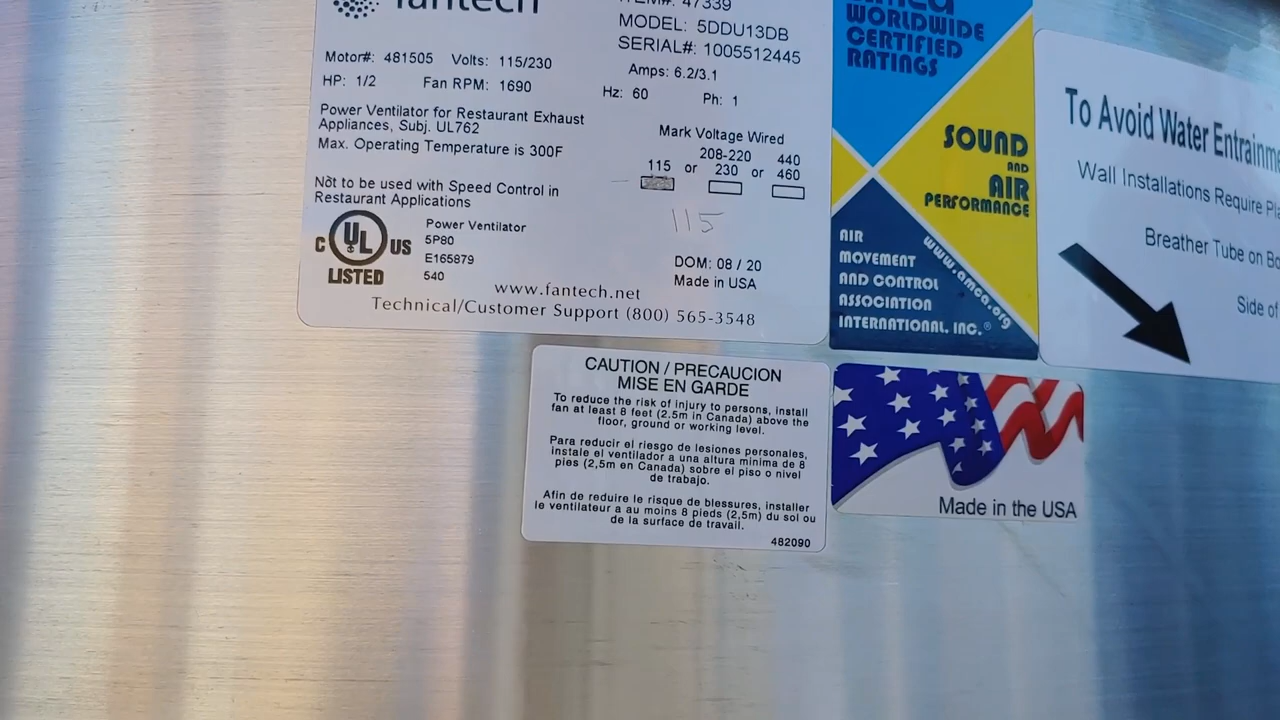 fantech
ITEM#: 47339
MODEL: 5DDU13DB
SERIAL#: 1005512445
Motor#: 481505 Volts: 115/230
Amps: 6.2/3.1
HP: 1/2 Fan RPM: 1690
Hz: 60 Ph: 1
Power Ventilator for Restaurant Exhaust
Appliances, Subj. UL762
Max. Operating Temperature is 300F
Mark Voltage Wired
208-220 440
115 or 230 or 460
Not to be used with Speed Control in
Restaurant Applications
115
C UL US
LISTED
Power Ventilator
5P80
E165879
540
DOM: 08 / 20
Made in USA
www.fantech.net
Technical/Customer Support (800) 565-3548
amca
WORLDWIDE
CERTIFIED
RATINGS
SOUND
AND
AIR
PERFORMANCE
AIR
MOVEMENT
AND CONTROL
ASSOCIATION
INTERNATIONAL, INC.®
www.amca.org
To Avoid Water
Wall Installations Require
Breather Tube on
Side of
CAUTION / PRECAUCION
MISE EN GARDE
To reduce the risk of injury to persons, install
fan at least 8 feet (2.5m in Canada) above the
floor, ground or working level.
Para reducir el riesgo de lesiones personales,
instale el ventilador a una altura minima de 8
pies (2,5m en Canada) sobre el piso o nivel
de trabajo.
Afin de reduire le risque de blessures, installer
le ventilateur a au moins 8 pieds (2,5m) du sol ou
de la surface de travail.
482090
Made in the USA